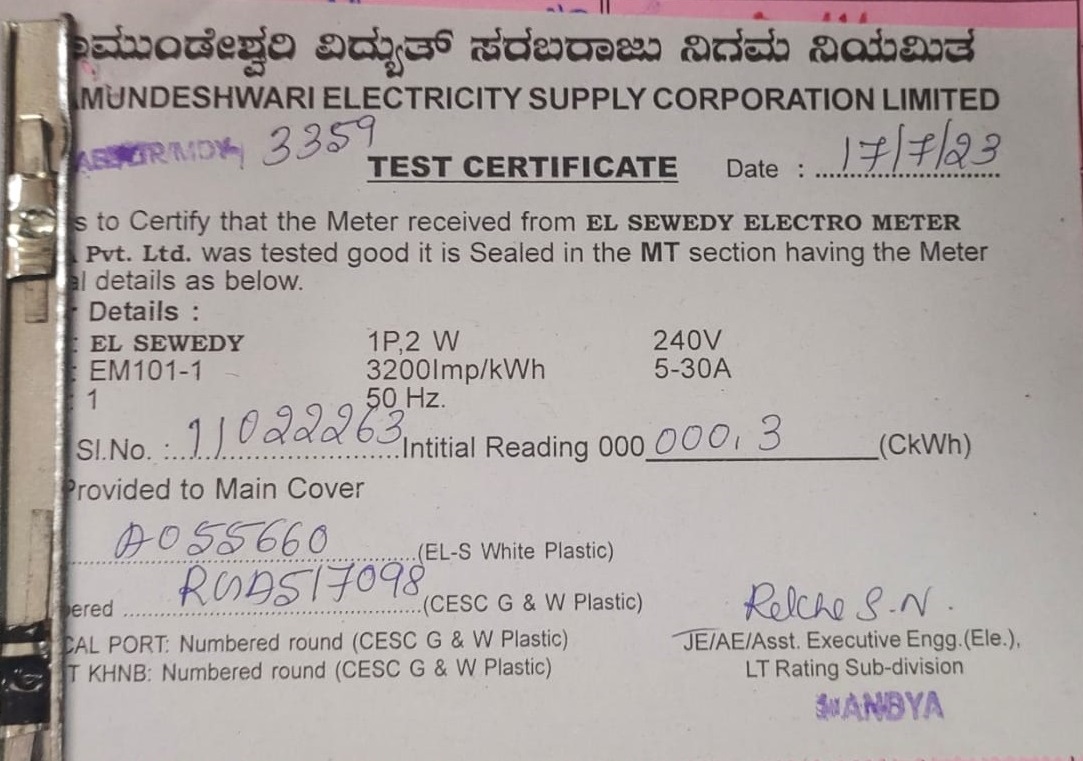 ಾಮುಂಡೇಶ್ವರಿ ವಿದ್ಯುತ್ ಸರಬರಾಜು ನಿಗಮ ನಿಯಮಿತ
AMUNDESHWARI ELECTRICITY SUPPLY CORPORATION LIMITED
3359
TEST CERTIFICATE Date : 17/7/23
s to Certify that the Meter received from EL SEWEDY ELECTRO METER
Pvt. Ltd. was tested good it is Sealed in the MT section having the Meter
al details as below.
Details :
: EL SEWEDY 1P,2 W 240V
: EM101-1 3200Imp/kWh 5-30A
: 1 50 Hz.
Sl.No. : 11022263 Intitial Reading 000 000.3 (CkWh)
Provided to Main Cover
A055660 (EL-S White Plastic)
ered (CESC G & W Plastic)
CAL PORT: Numbered round (CESC G & W Plastic)
T KHNB: Numbered round (CESC G & W Plastic)
S.N.
JE/AE/Asst. Executive Engg.(Ele.),
LT Rating Sub-division
MANDYA